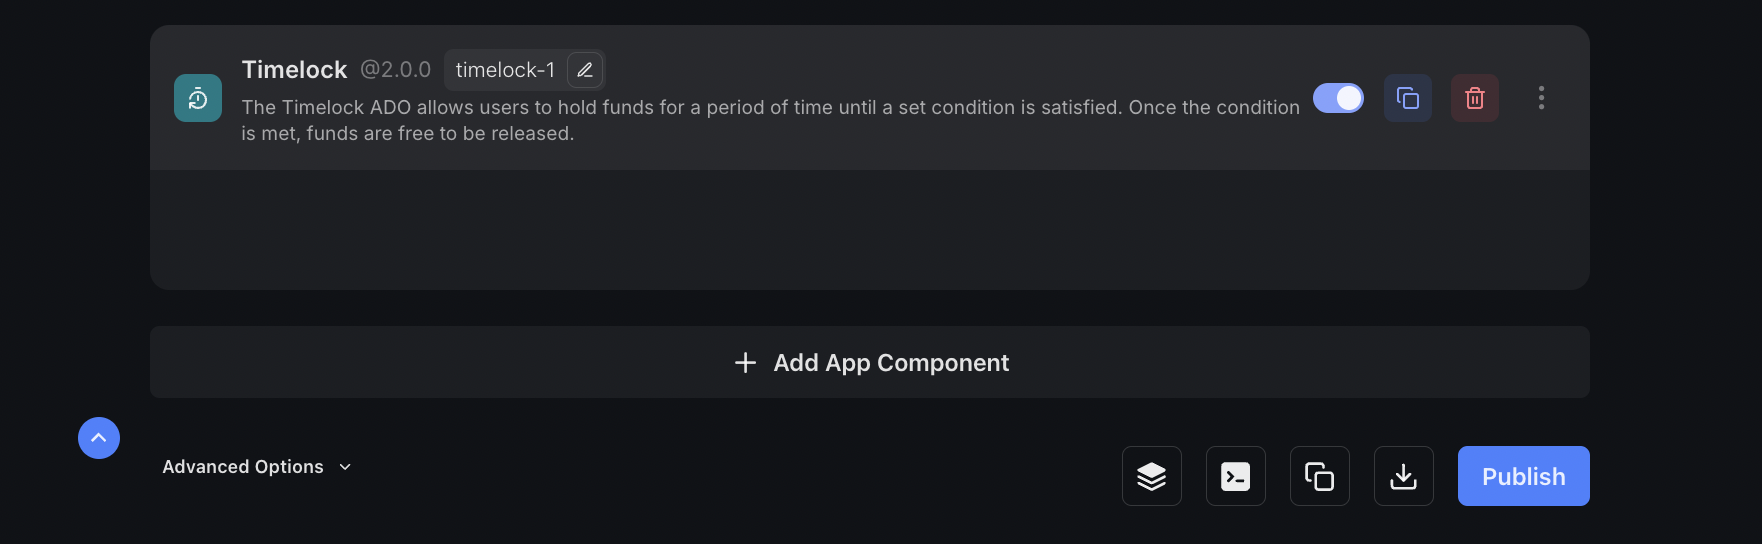 Timelock @2.0.0 timelock-1
The Timelock ADO allows users to hold funds for a period of time until a set condition is satisfied. Once the condition
is met, funds are free to be released.
Add App Component
Advanced Options
Publish